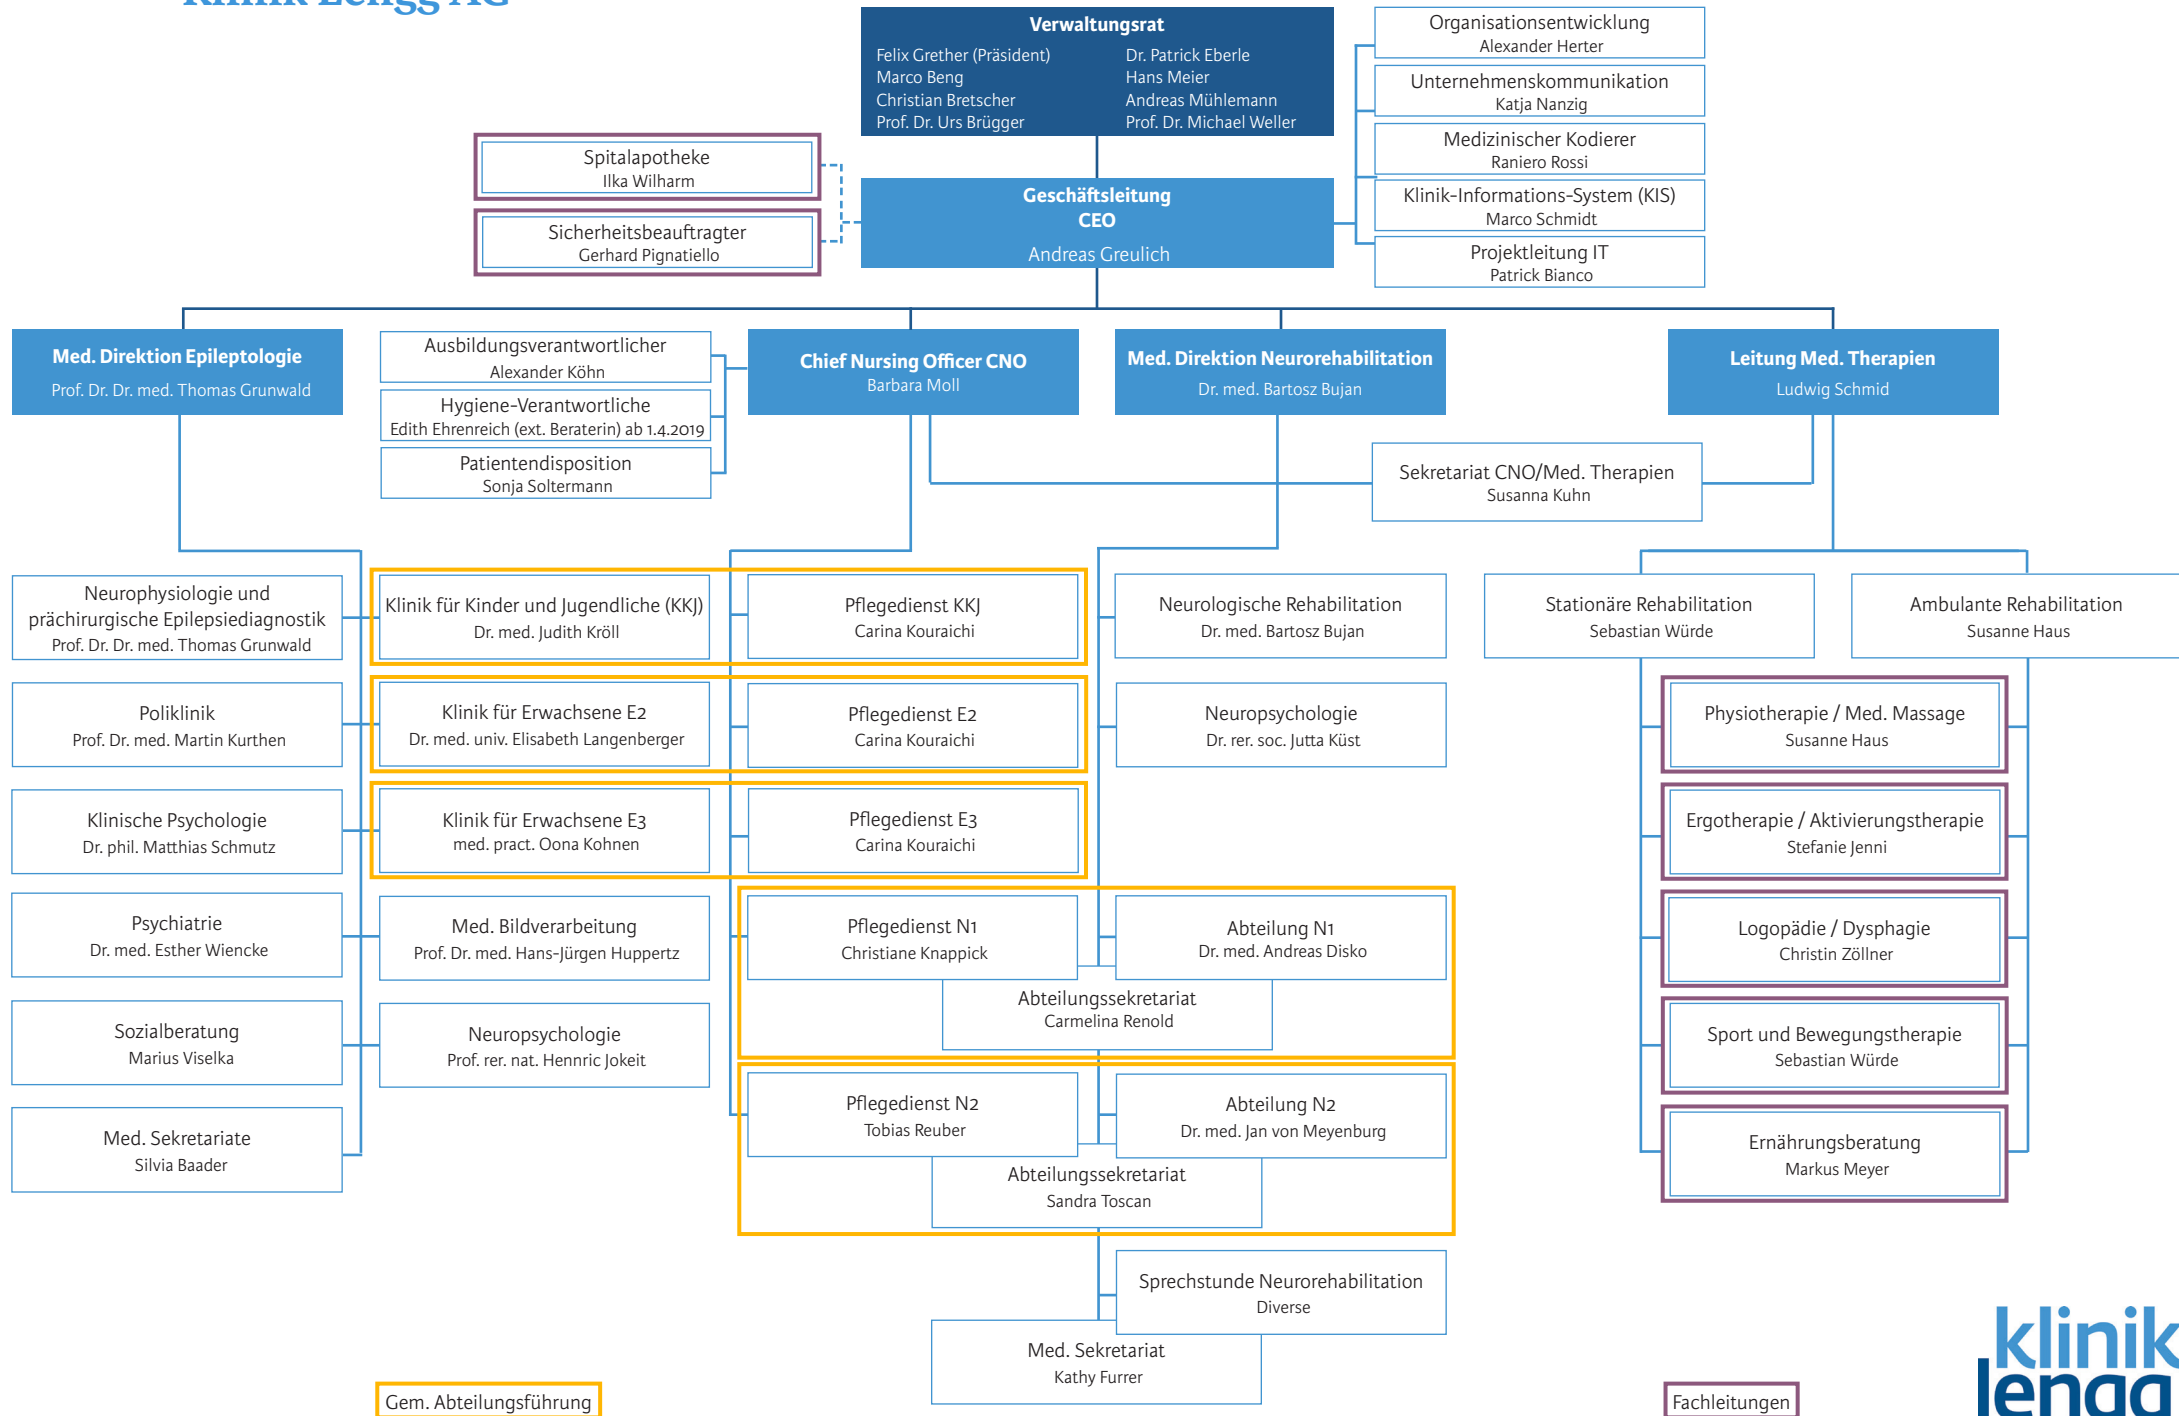 Klinik Lengg AG
Verwaltungsrat
Felix Grether (Präsident)
Marco Beng
Christian Bretscher
Prof. Dr. Urs Brügger
Dr. Patrick Eberle
Hans Meier
Andreas Mühlemann
Prof. Dr. Michael Weller
Organisationsentwicklung
Alexander Herter
Unternehmenskommunikation
Katja Nanzig
Medizinischer Kodierer
Raniero Rossi
Klinik-Informations-System (KIS)
Marco Schmidt
Projektleitung IT
Patrick Bianco
Spitalapotheke
Ilka Wilharm
Sicherheitsbeauftragter
Gerhard Pignatiello
Geschäftsleitung
CEO
Andreas Greulich
Med. Direktion Epileptologie
Prof. Dr. Dr. med. Thomas Grunwald
Ausbildungsverantwortlicher
Alexander Köhn
Hygiene-Verantwortliche
Edith Ehrenreich (ext. Beraterin) ab 1.4.2019
Patientendisposition
Sonja Soltermann
Chief Nursing Officer CNO
Barbara Moll
Med. Direktion Neurorehabilitation
Dr. med. Bartosz Bujan
Leitung Med. Therapien
Ludwig Schmid
Sekretariat CNO/Med. Therapien
Susanna Kuhn
Neurophysiologie und
prächirurgische Epilepsiediagnostik
Prof. Dr. Dr. med. Thomas Grunwald
Klinik für Kinder und Jugendliche (KKJ)
Dr. med. Judith Kröll
Pflegedienst KKJ
Carina Kouraichi
Neurologische Rehabilitation
Dr. med. Bartosz Bujan
Stationäre Rehabilitation
Sebastian Würde
Ambulante Rehabilitation
Susanne Haus
Poliklinik
Prof. Dr. med. Martin Kurthen
Klinik für Erwachsene E2
Dr. med. univ. Elisabeth Langenberger
Pflegedienst E2
Carina Kouraichi
Neuropsychologie
Dr. rer. soc. Jutta Küst
Physiotherapie / Med. Massage
Susanne Haus
Klinische Psychologie
Dr. phil. Matthias Schmutz
Klinik für Erwachsene E3
med. pract. Oona Kohnen
Pflegedienst E3
Carina Kouraichi
Ergotherapie / Aktivierungstherapie
Stefanie Jenni
Psychiatrie
Dr. med. Esther Wiencke
Med. Bildverarbeitung
Prof. Dr. med. Hans-Jürgen Huppertz
Pflegedienst N1
Christiane Knappick
Abteilung N1
Dr. med. Andreas Disko
Abteilungssekretariat
Carmelina Renold
Logopädie / Dysphagie
Christin Zöllner
Sozialberatung
Marius Viselka
Neuropsychologie
Prof. rer. nat. Hennric Jokeit
Sport und Bewegungstherapie
Sebastian Würde
Med. Sekretariate
Silvia Baader
Pflegedienst N2
Tobias Reuber
Abteilung N2
Dr. med. Jan von Meyenburg
Abteilungssekretariat
Sandra Toscan
Ernährungsberatung
Markus Meyer
Sprechstunde Neurorehabilitation
Diverse
Med. Sekretariat
Kathy Furrer
Gem. Abteilungsführung
Fachleitungen
klinik
lengg